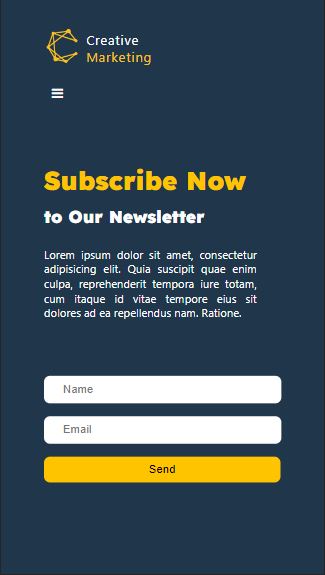 Creative
Marketing
Subscribe Now
to Our Newsletter
Lorem ipsum dolor sit amet, consectetur
adipisicing elit. Quia suscipit quae enim
culpa, reprehenderit tempora iure totam,
cum itaque id vitae tempore eius sit
dolores ad ea repellendus nam. Ratione.
Name
Email
Send